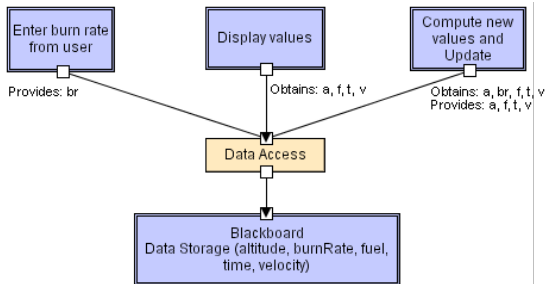 Enter burn rate
from user
Display values
Compute new
values and
Update
Provides: br
Obtains: a, f, t, v
Obtains: a, br, f, t, v
Provides: a, f, t, v
Data Access
Blackboard
Data Storage (altitude, burnRate, fuel,
time, velocity)